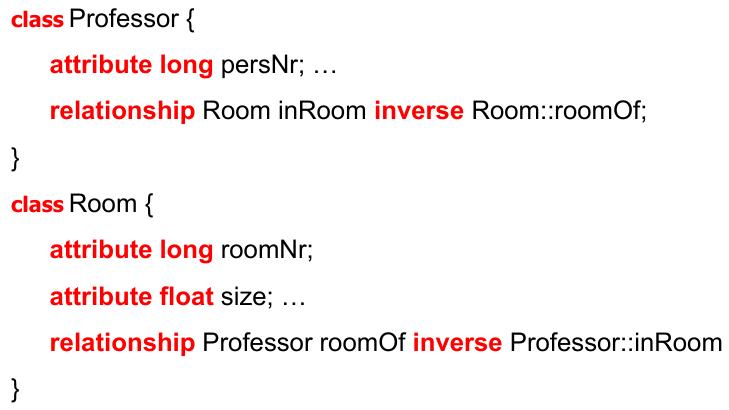 class Professor {
attribute long persNr; …
relationship Room inRoom inverse Room::roomOf;
}
class Room {
attribute long roomNr;
attribute float size; …
relationship Professor roomOf inverse Professor::inRoom
}